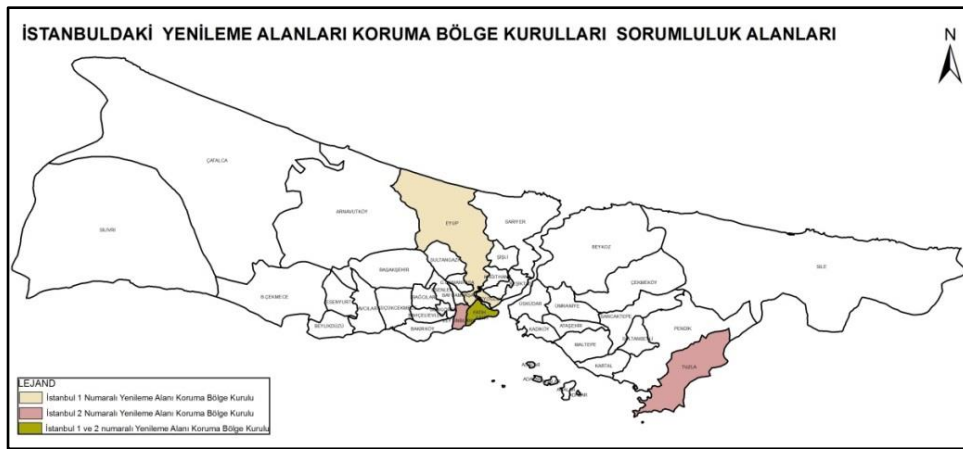 İSTANBULDAKİ YENİLEME ALANLARI KORUMA BÖLGE KURULLARI SORUMLULUK ALANLARI
N
ÇATALCA
ARNAVUTKÖY
EYÜP
SARIYER
SİLİVRİ
BEYKOZ
ŞİLE
SULTANGAZİ
ŞİŞLİ
BAŞAKŞEHİR
ÇEKMEKÖY
B.ÇEKMECE
ESENYURT
AVCILAR
BAĞCILAR
ÜSKÜDAR
ÜMRANİYE
BEYLİKDÜZÜ
BAKIRKÖY
FATİH
KADIKÖY
ATAŞEHİR
SANCAKTEPE
SULTANBEYLİ
PENDİK
MALTEPE
KARTAL
TUZLA
LEJAND
İstanbul 1 Numaralı Yenileme Alanı Koruma Bölge Kurulu
İstanbul 2 Numaralı Yenileme Alanı Koruma Bölge Kurulu
İstanbul 1 ve 2 numaralı Yenileme Alanı Koruma Bölge Kurulu